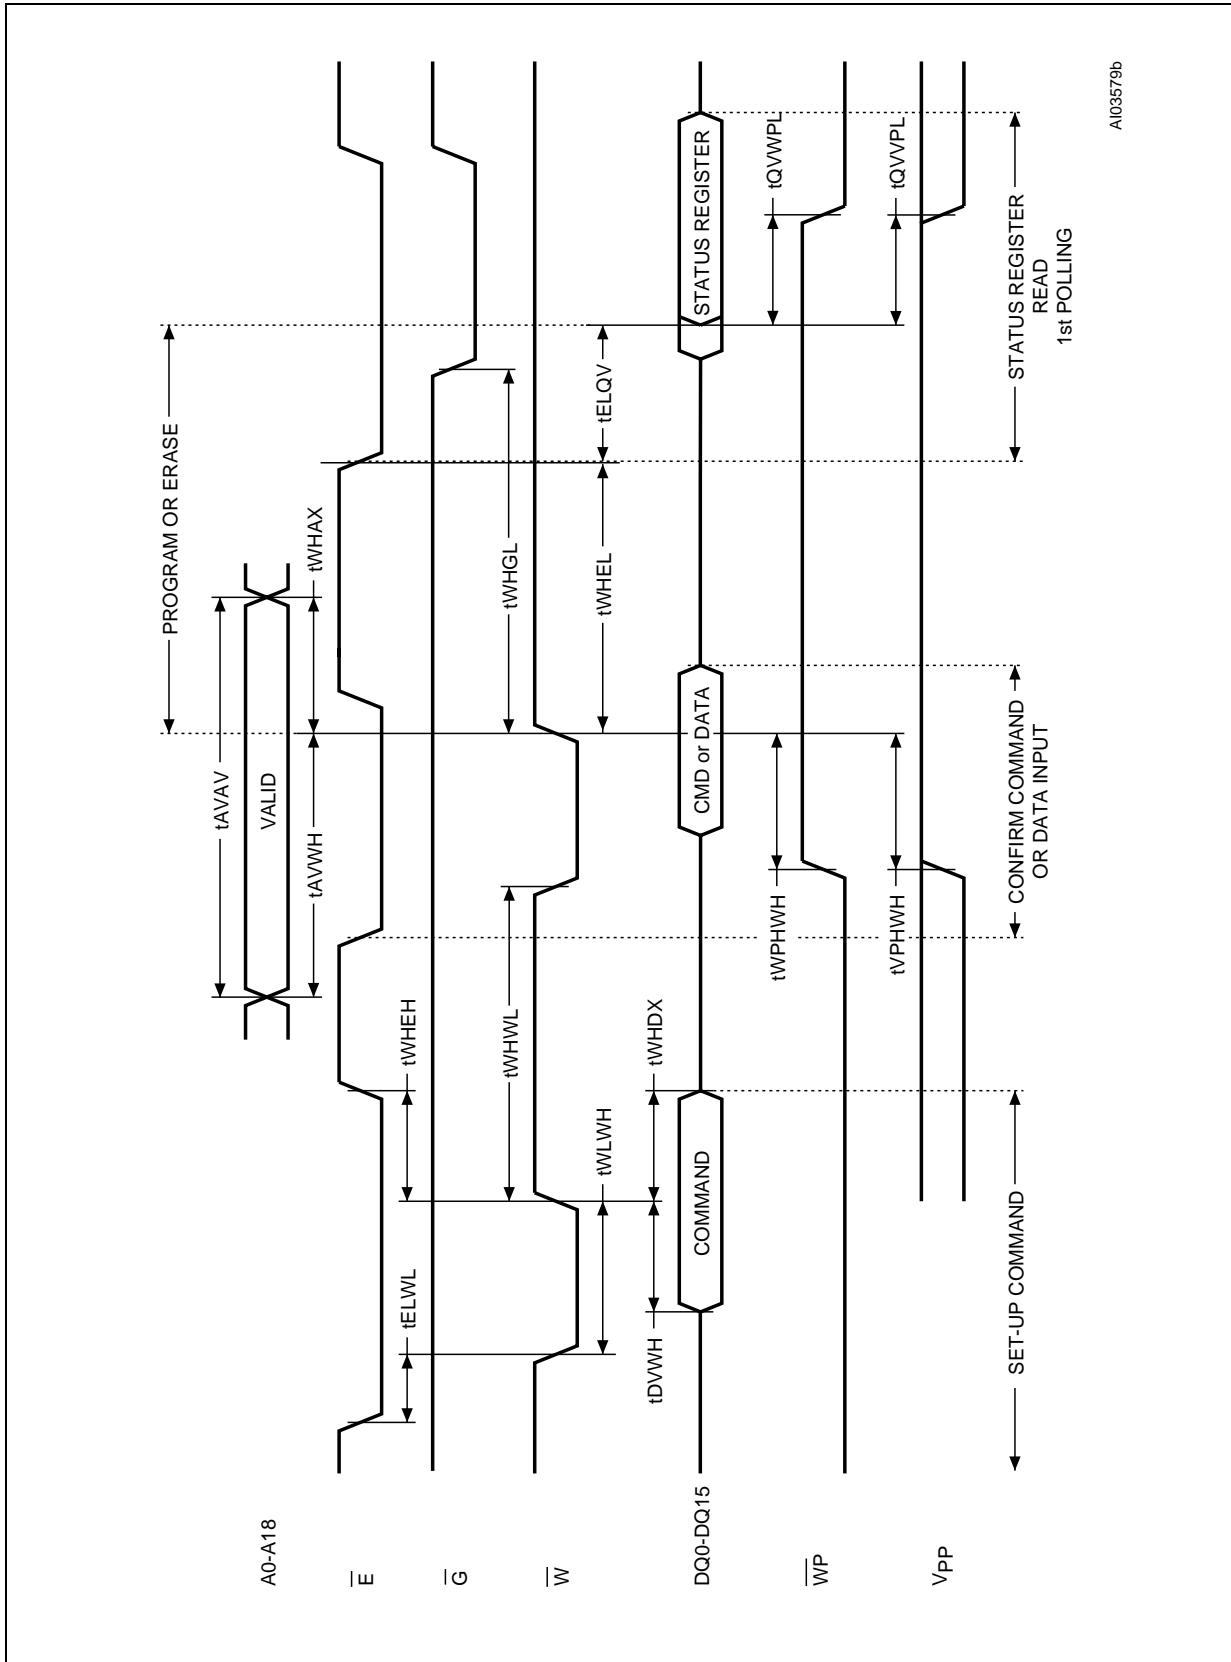 PROGRAM OR ERASE
tAVAV
A0-A18
VALID
tAVWH
tWHAX
E
tELWL
tWHEH
G
tWHWL
tWHGL
W
tWLWH
tWHEL
tELQV
tDVWH
tWHDX
DQ0-DQ15
COMMAND
CMD or DATA
STATUS REGISTER
tWPHWH
tQVWPL
WP
tVPHWH
tQVVPL
VPP
SET-UP COMMAND
CONFIRM COMMAND
OR DATA INPUT
STATUS REGISTER
READ
1st POLLING
AI03579b